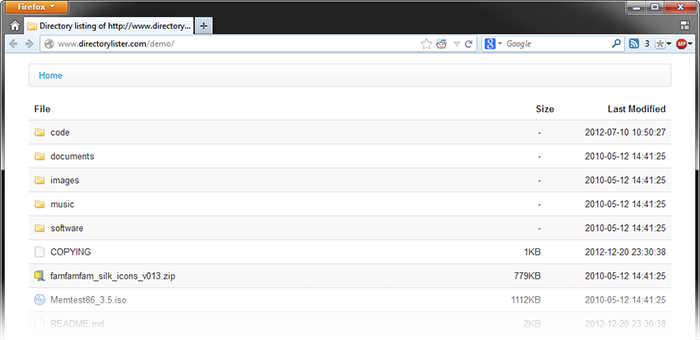 Firefox
Directory listing of http://www.directory...
www.directorylister.com/demo/
Google
3
ABP
Home
File Size Last Modified
code - 2012-07-10 10:50:27
documents - 2010-05-12 14:41:25
images - 2010-05-12 14:41:25
music - 2010-05-12 14:41:25
software - 2010-05-12 14:41:25
COPYING 1KB 2012-12-20 23:30:38
famfamfam_silk_icons_v013.zip 779KB 2010-05-12 14:41:25
Memtest86_3.5.iso 1112KB 2010-05-12 14:41:25
README.md 2KB 2012-12-20 23:30:38